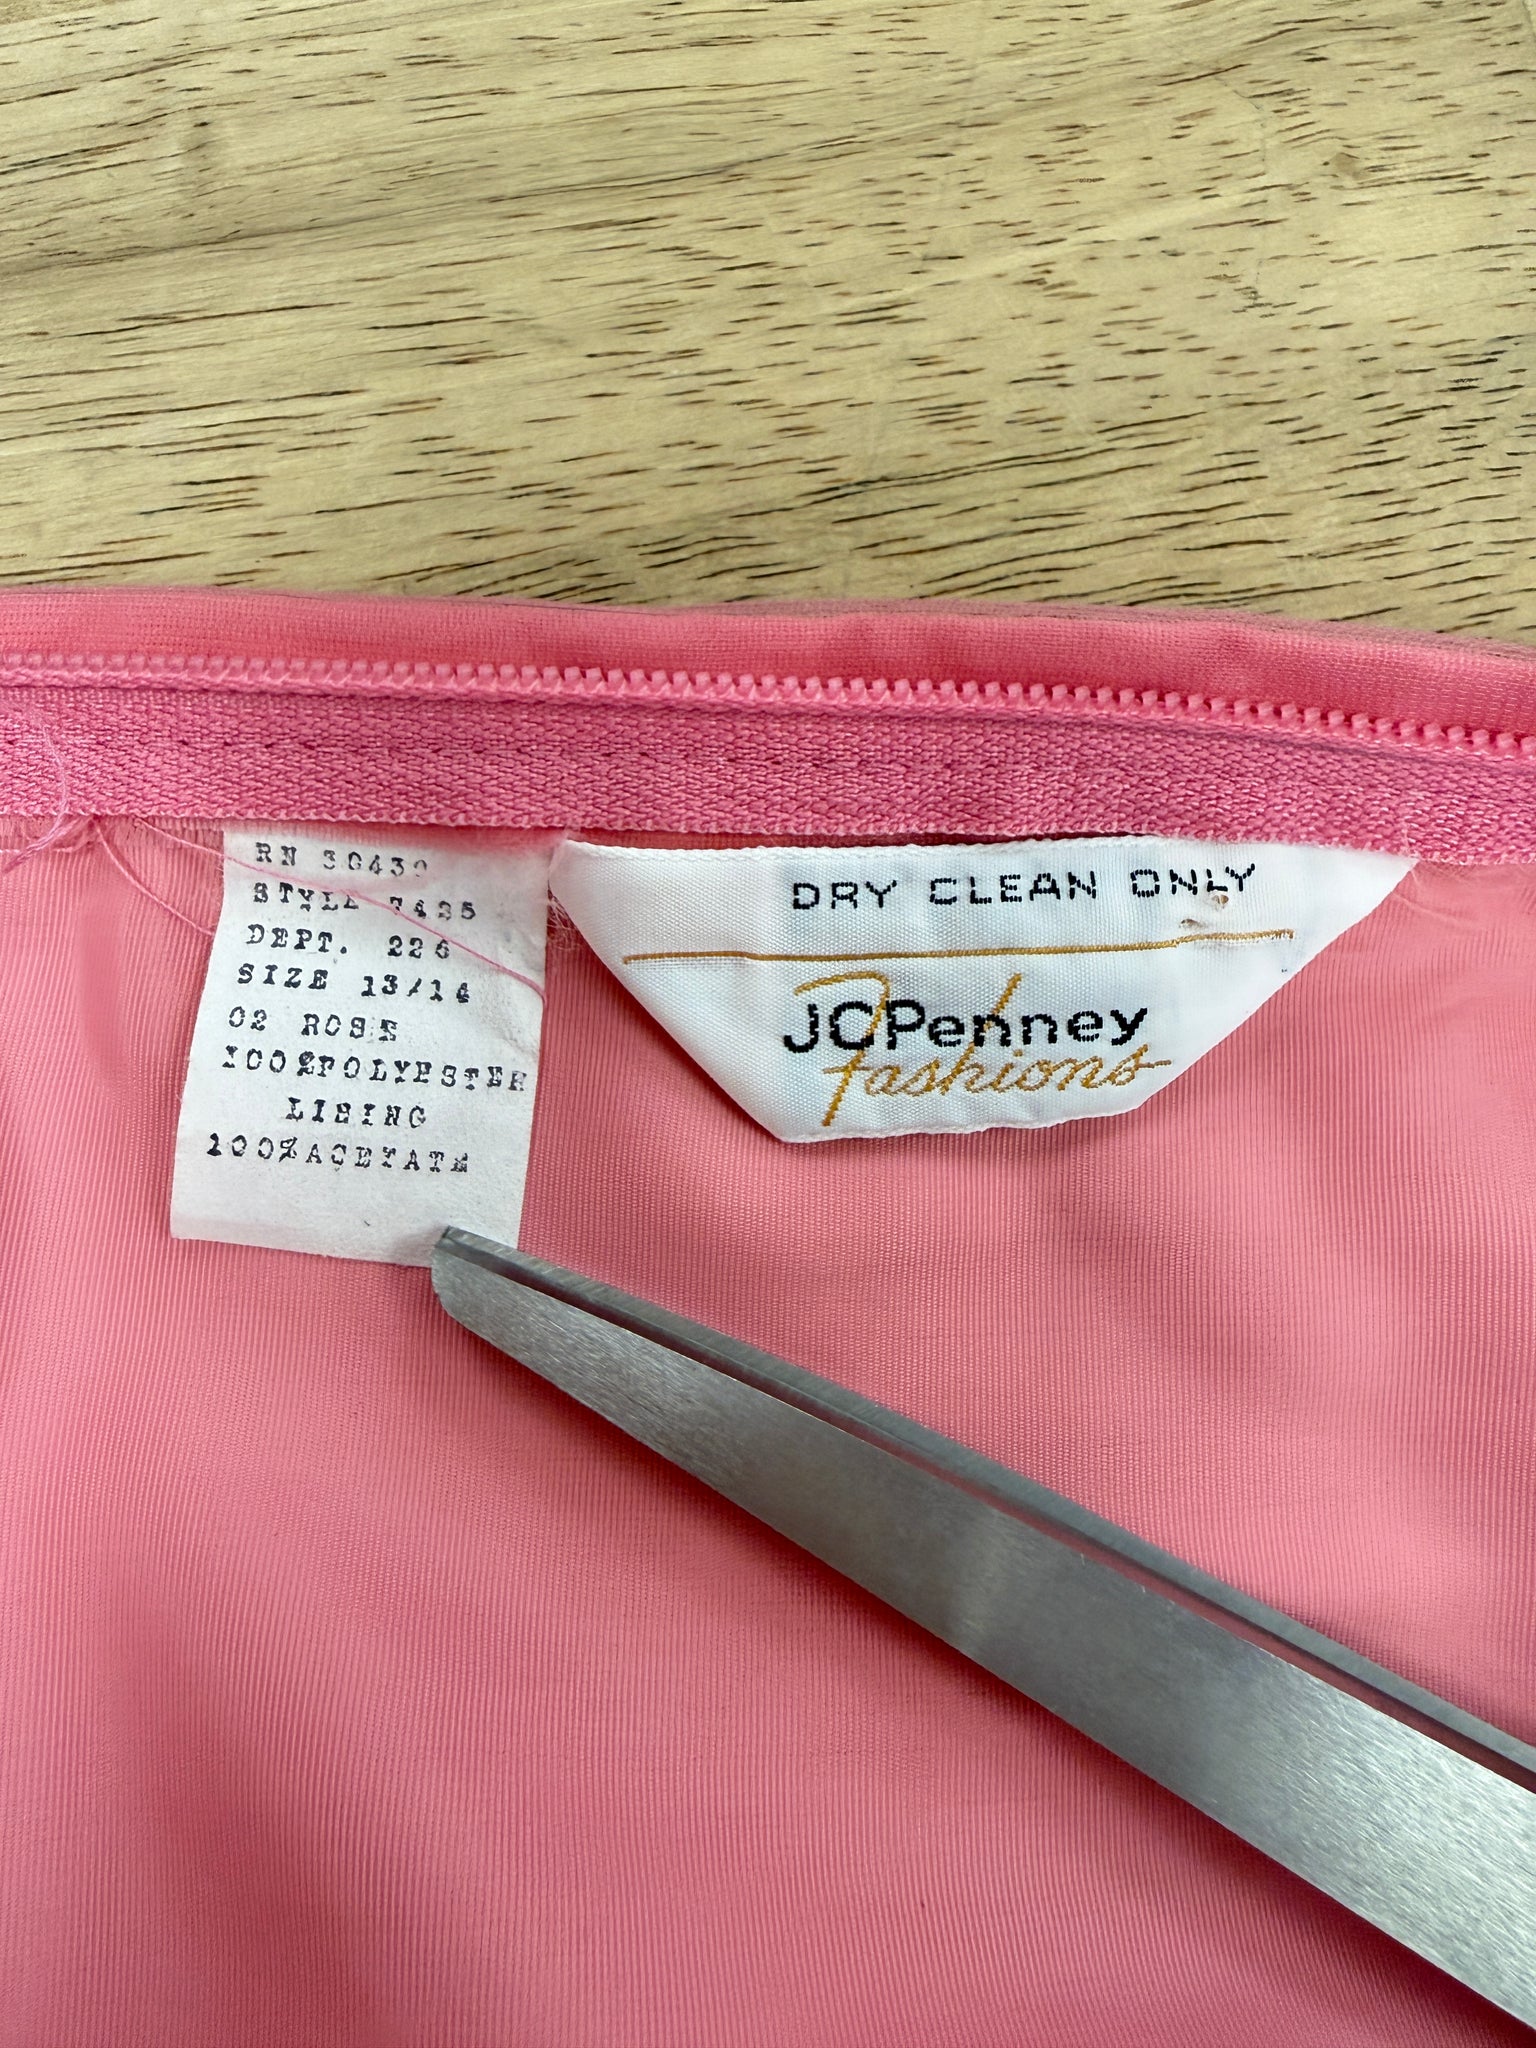 RN 30439
STYLE 7425
DEPT. 226
SIZE 13/14
02 ROSE
100%POLYESTER
LINING
100%ACETATE
DRY CLEAN ONLY
JCPenney
Fashions